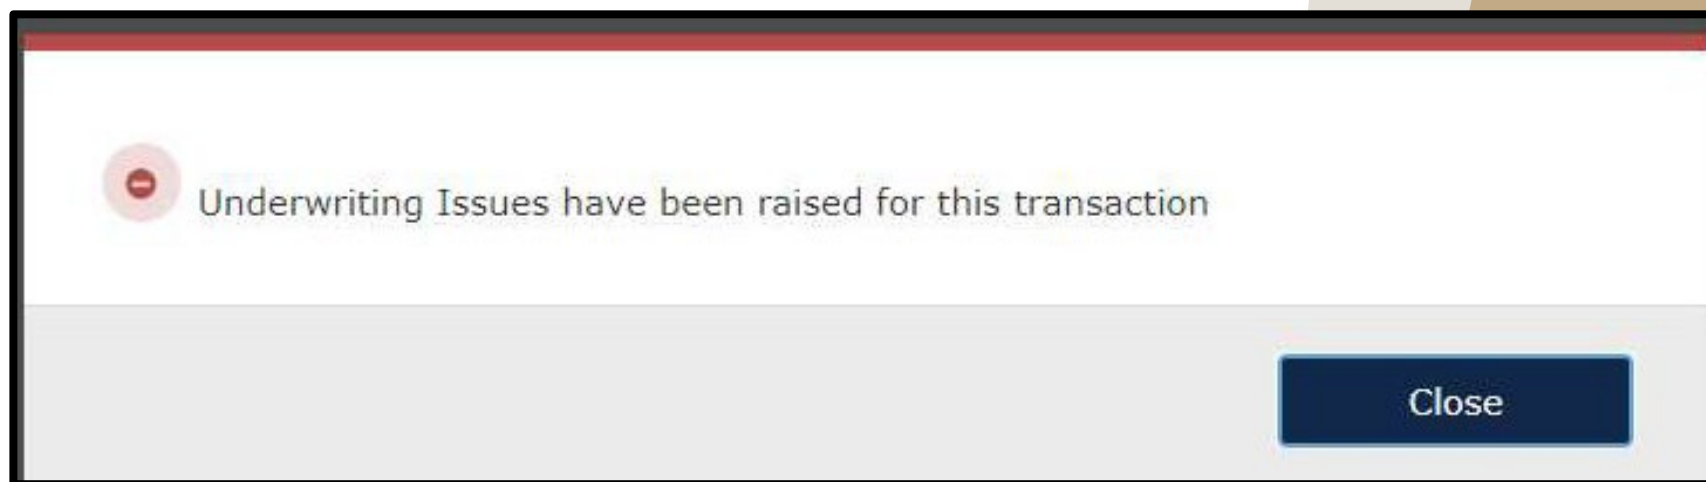 Underwriting Issues have been raised for this transaction
Close